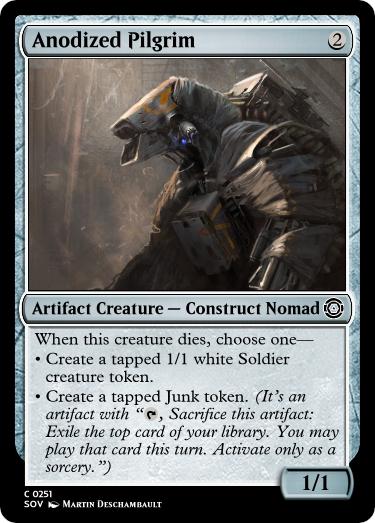 Anodized Pilgrim 2
Artifact Creature — Construct Nomad
When this creature dies, choose one—
• Create a tapped 1/1 white Soldier
creature token.
• Create a tapped Junk token. (It's an
artifact with “, Sacrifice this artifact:
Exile the top card of your library. You may
play that card this turn. Activate only as a
sorcery.”)
1/1
C 0251
SOV Martin Deschambault